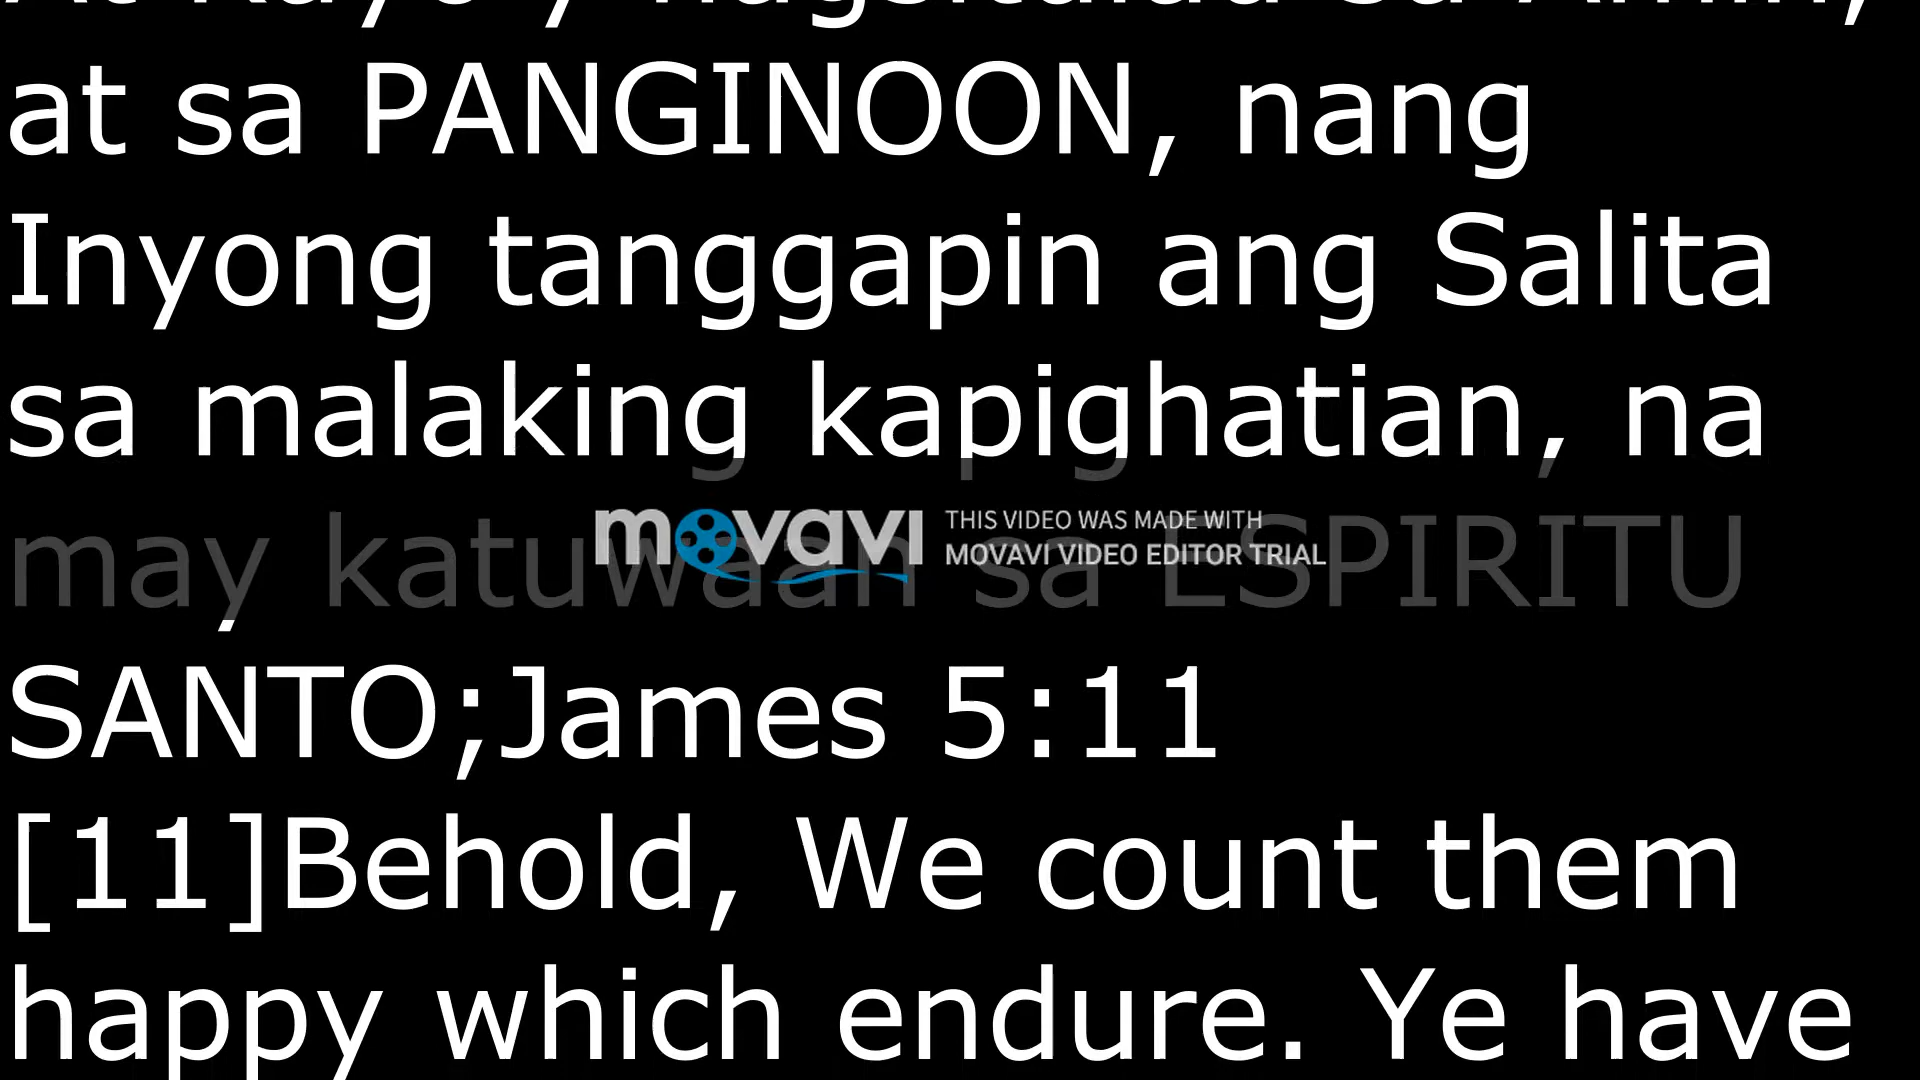 at sa PANGINOON, nang
Inyong tanggapin ang Salita
sa malaking kapighatian, na
may katuwaan sa ESPIRITU
movavi THIS VIDEO WAS MADE WITH
MOVAVI VIDEO EDITOR TRIAL
SANTO;James 5:11
[11]Behold, We count them
happy which endure. Ye have